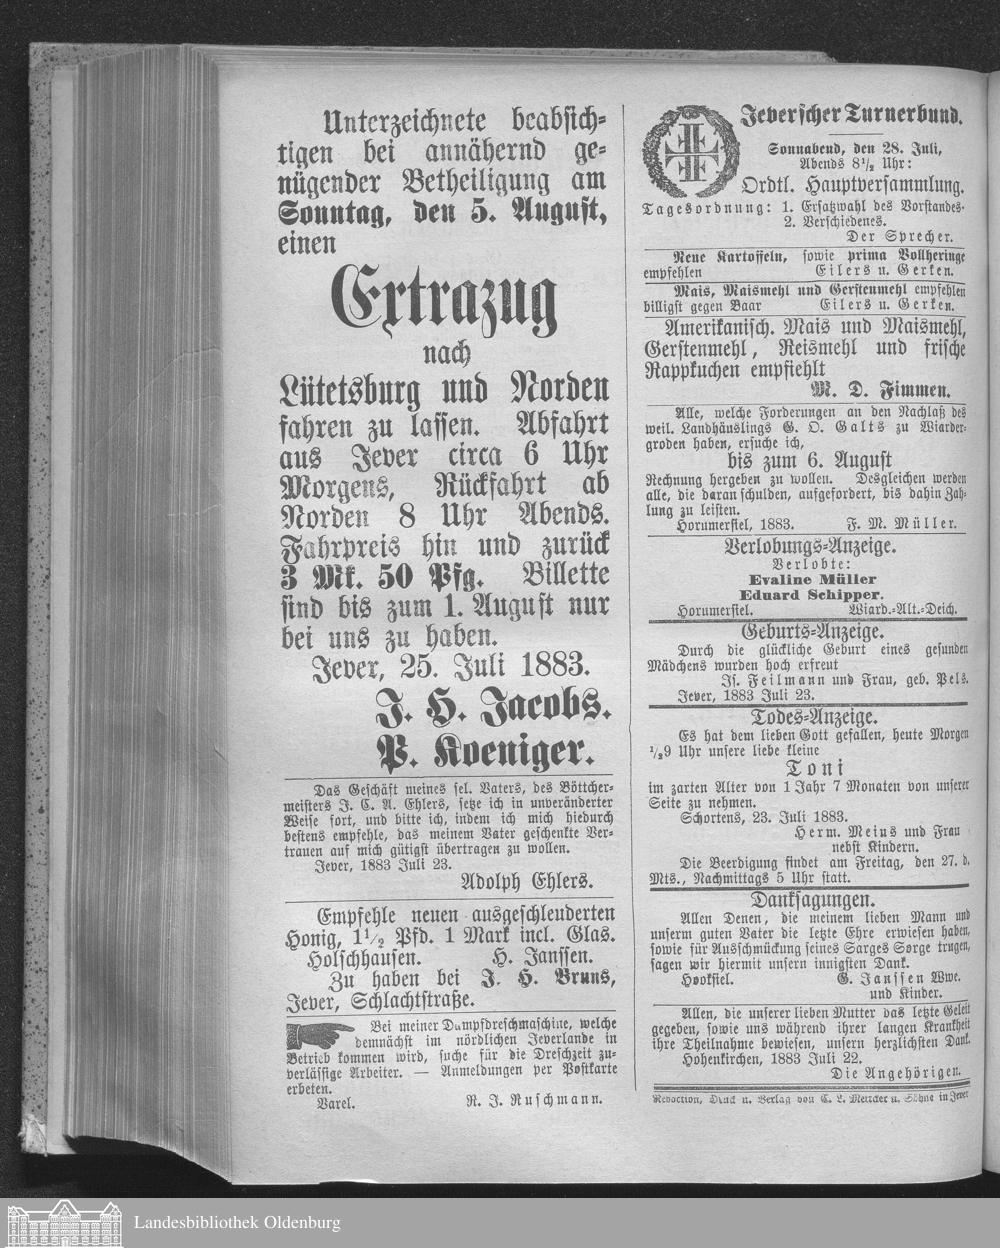 Unterzeichnete beabsich-
tigen bei annähernd ge-
nügender Betheiligung am
Sonntag, den 5. August,
einen
Extrazug
nach
Lütetsburg und Norden
fahren zu lassen. Abfahrt
aus Jever circa 6 Uhr
Morgens, Rückfahrt ab
Norden 8 Uhr Abends.
Fahrpreis hin und zurück
3 Mk. 50 Pfg. Billette
sind bis zum 1. August nur
bei uns zu haben.
Jever, 25. Juli 1883.
J. H. Jacobs.
P. Koeniger.
Das Geschäft meines sel. Vaters, des Böttcher-
meisters J. C. A. Ehlers, setze ich in unveränderter
Weise fort, und bitte ich, indem ich mich hiedurch
bestens empfehle, das meinem Vater geschenkte Ver-
trauen auf mich gütigst übertragen zu wollen.
Jever, 1883 Juli 23.
Adolph Ehlers.
Empfehle neuen ausgeschleuderten
Honig, 1 1/2 Pfd. 1 Mark incl. Glas.
Holschhausen. H. Janssen.
Zu haben bei J. H. Bruns,
Jever, Schlachtstraße.
Bei meiner Dampfdreschmaschine, welche
demnächst im nördlichen Jeverlande in
Betrieb kommen wird, suche für die Dreschzeit zu-
verlässige Arbeiter. — Anmeldungen per Postkarte
erbeten.
Varel. R. J. Ruschmann.
Jeverscher Turnerbund.
Sonnabend, den 28. Juli,
Abends 8 1/2 Uhr:
Ordtl. Hauptversammlung.
Tagesordnung: 1. Ersatzwahl des Vorstandes.
2. Verschiedenes.
Der Sprecher.
Neue Kartoffeln, sowie prima Vollheringe
empfehlen Eilers u. Gerken.
Mais, Maismehl und Gerstenmehl empfehlen
billigst gegen Baar Eilers u. Gerken.
Amerikanisch. Mais und Maismehl,
Gerstenmehl, Reismehl und frische
Rappkuchen empfiehlt
M. D. Fimmen.
Alle, welche Forderungen an den Nachlaß des
weil. Landhäuslings G. O. Galts zu Wiarder-
groden haben, ersuche ich,
bis zum 6. August
Rechnung hergeben zu wollen. Desgleichen werden
alle, die daran schulden, aufgefordert, bis dahin Zah-
lung zu leisten.
Horumersiel, 1883. F. M. Müller.
Verlobungs-Anzeige.
Verlobte:
Evaline Müller
Eduard Schipper.
Horumersiel. Wiard.-Alt.-Deich.
Geburts-Anzeige.
Durch die glückliche Geburt eines gesunden
Mädchens wurden hoch erfreut
Js. Feilmann und Frau, geb. Pels.
Jever, 1883 Juli 23.
Todes-Anzeige.
Es hat dem lieben Gott gefallen, heute Morgen
1/2 9 Uhr unsere liebe kleine
Toni
im zarten Alter von 1 Jahr 7 Monaten von unserer
Seite zu nehmen.
Schortens, 23. Juli 1883.
Herm. Meins und Frau
nebst Kindern.
Die Beerdigung findet am Freitag, den 27. d.
Mts., Nachmittags 5 Uhr statt.
Danksagungen.
Allen Denen, die meinem lieben Mann und
unserm guten Vater die letzte Ehre erwiesen haben,
sowie für Ausschmückung seines Sarges Sorge trugen,
sagen wir hiermit unsern innigsten Dank.
Hooksiel. G. Janssen Wwe.
und Kinder.
Allen, die unserer lieben Mutter das letzte Geleit
gegeben, sowie uns während ihrer langen Krankheit
ihre Theilnahme bewiesen, unsern herzlichsten Dank.
Hohenkirchen, 1883 Juli 22.
Die Angehörigen.
Redaction, Druck u. Verlag von C. L. Mettcker u. Söhne in Jever
Landesbibliothek Oldenburg